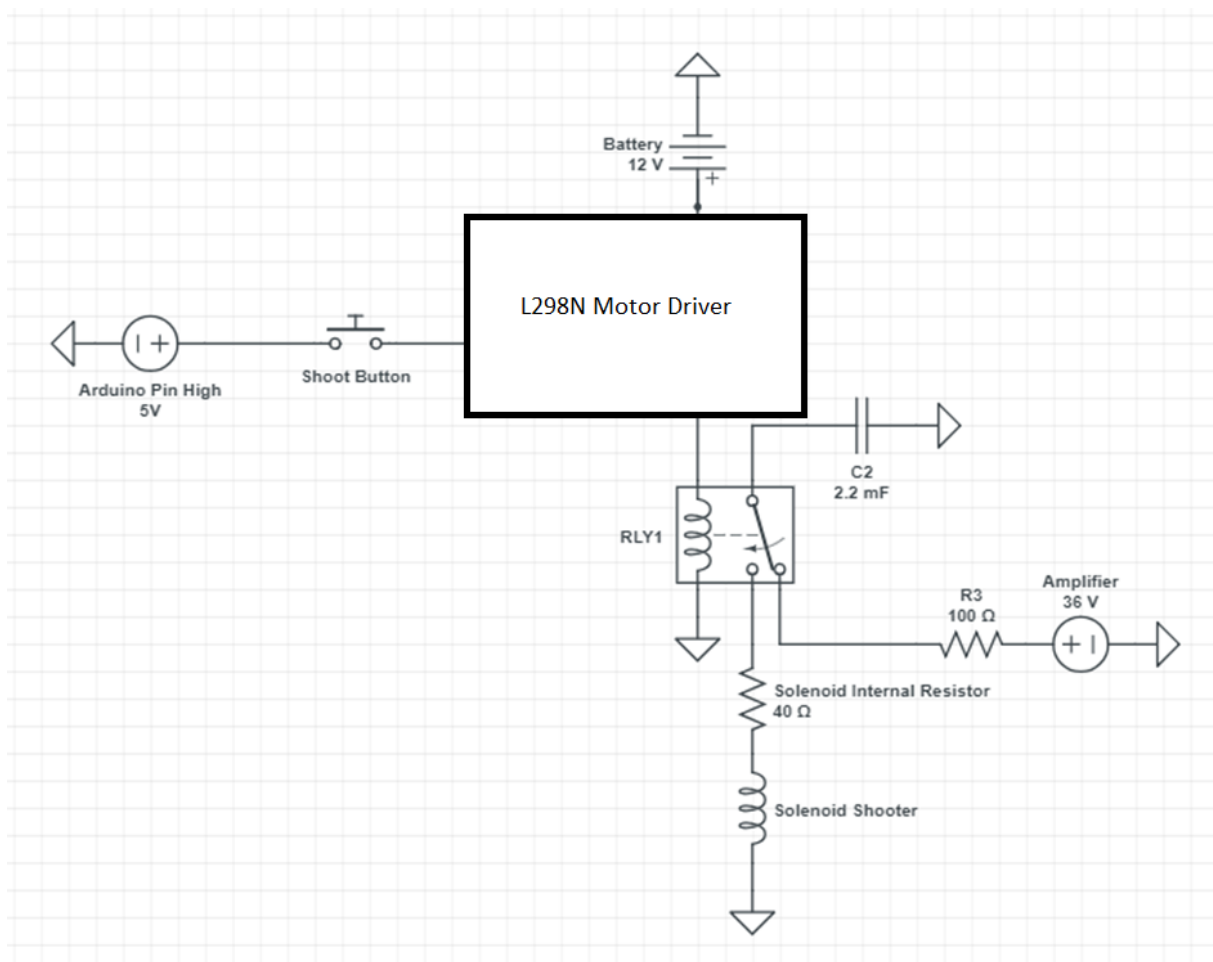 Battery
12 V
+
L298N Motor Driver
Arduino Pin High
5V
Shoot Button
C2
2.2 mF
RLY1
R3
100 Ω
Amplifier
36 V
Solenoid Internal Resistor
40 Ω
Solenoid Shooter